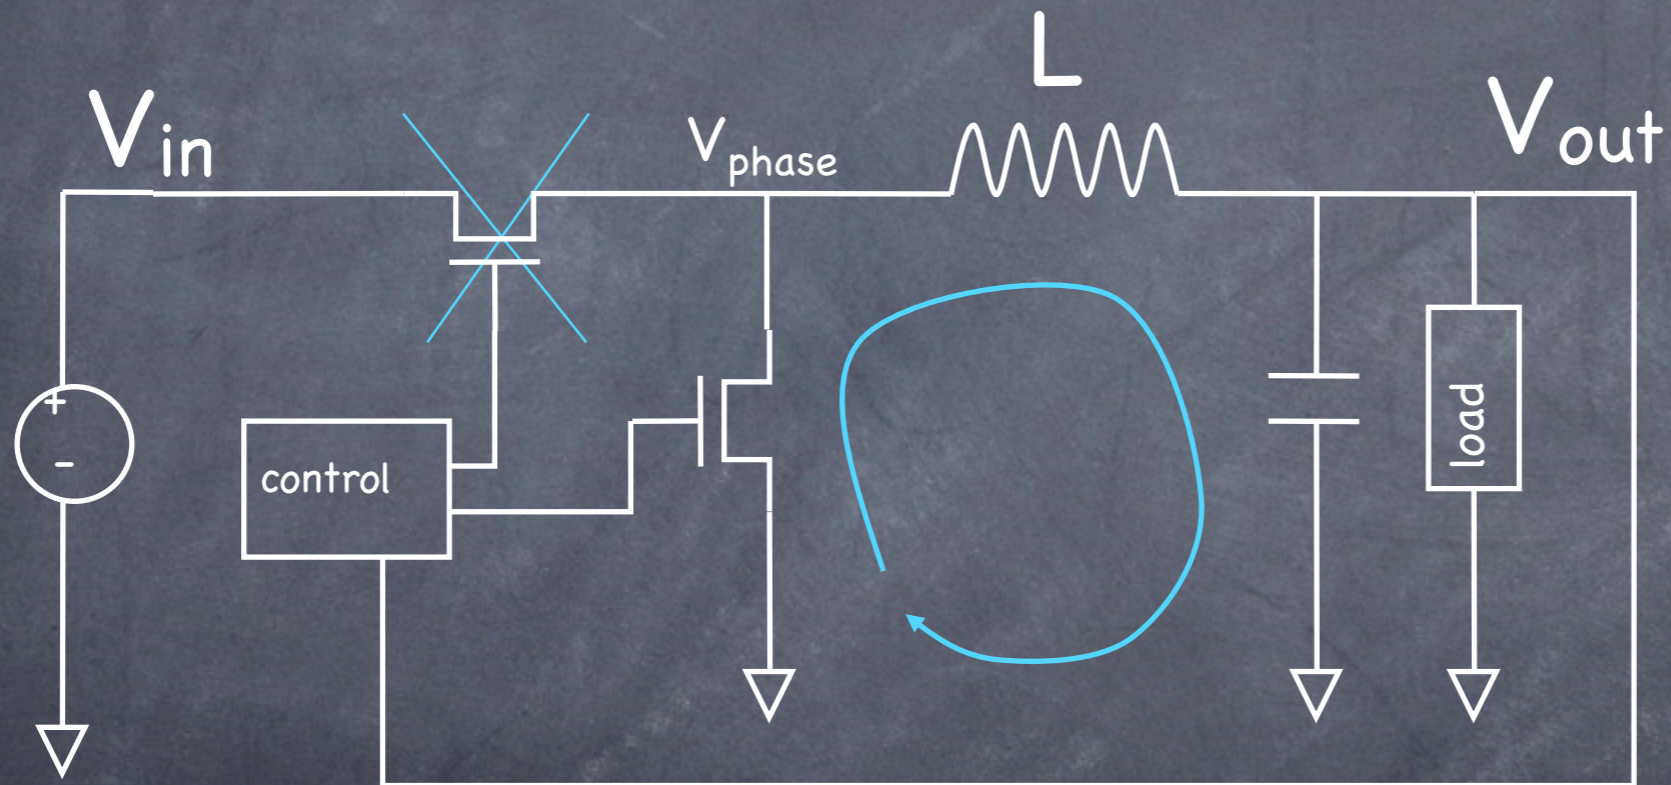 L
Vin
Vphase
Vout
+
-
control
load